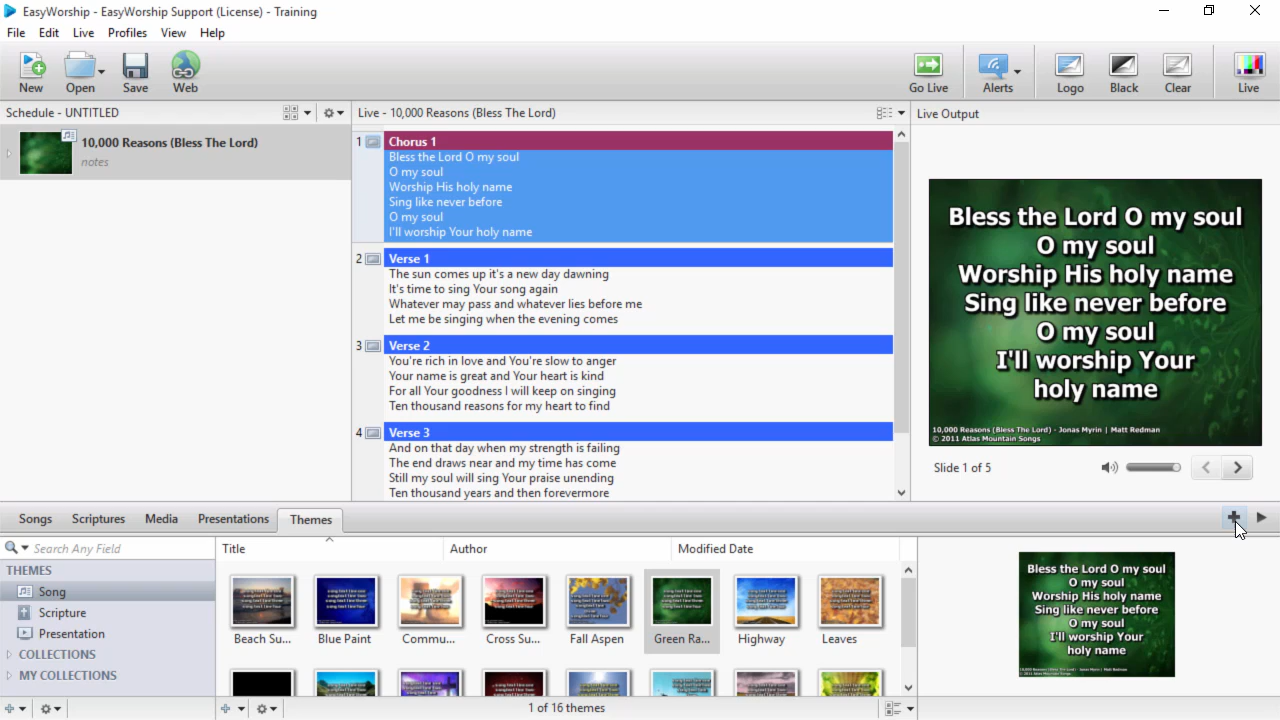 EasyWorship - EasyWorship Support (License) - Training
File Edit Live Profiles View Help
New Open Save Web Go Live Alerts Logo Black Clear Live
Schedule - UNTITLED
10,000 Reasons (Bless The Lord)
notes
Live - 10,000 Reasons (Bless The Lord)
1 Chorus 1
Bless the Lord O my soul
O my soul
Worship His holy name
Sing like never before
O my soul
I'll worship Your holy name
2 Verse 1
The sun comes up it's a new day dawning
It's time to sing Your song again
Whatever may pass and whatever lies before me
Let me be singing when the evening comes
3 Verse 2
You're rich in love and You're slow to anger
Your name is great and Your heart is kind
For all Your goodness I will keep on singing
Ten thousand reasons for my heart to find
4 Verse 3
And on that day when my strength is failing
The end draws near and my time has come
Still my soul will sing Your praise unending
Ten thousand years and then forevermore
Live Output
Bless the Lord O my soul
O my soul
Worship His holy name
Sing like never before
O my soul
I'll worship Your
holy name
10,000 Reasons (Bless The Lord) - Jonas Myrin | Matt Redman
© 2011 Atlas Mountain Songs
Slide 1 of 5
Songs Scriptures Media Presentations Themes
Search Any Field
THEMES
Song
Scripture
Presentation
COLLECTIONS
MY COLLECTIONS
Title Author Modified Date
Beach Su... Blue Paint Commu... Cross Su... Fall Aspen Green Ra... Highway Leaves
1 of 16 themes
Bless the Lord O my soul
O my soul
Worship His holy name
Sing like never before
O my soul
I'll worship Your
holy name